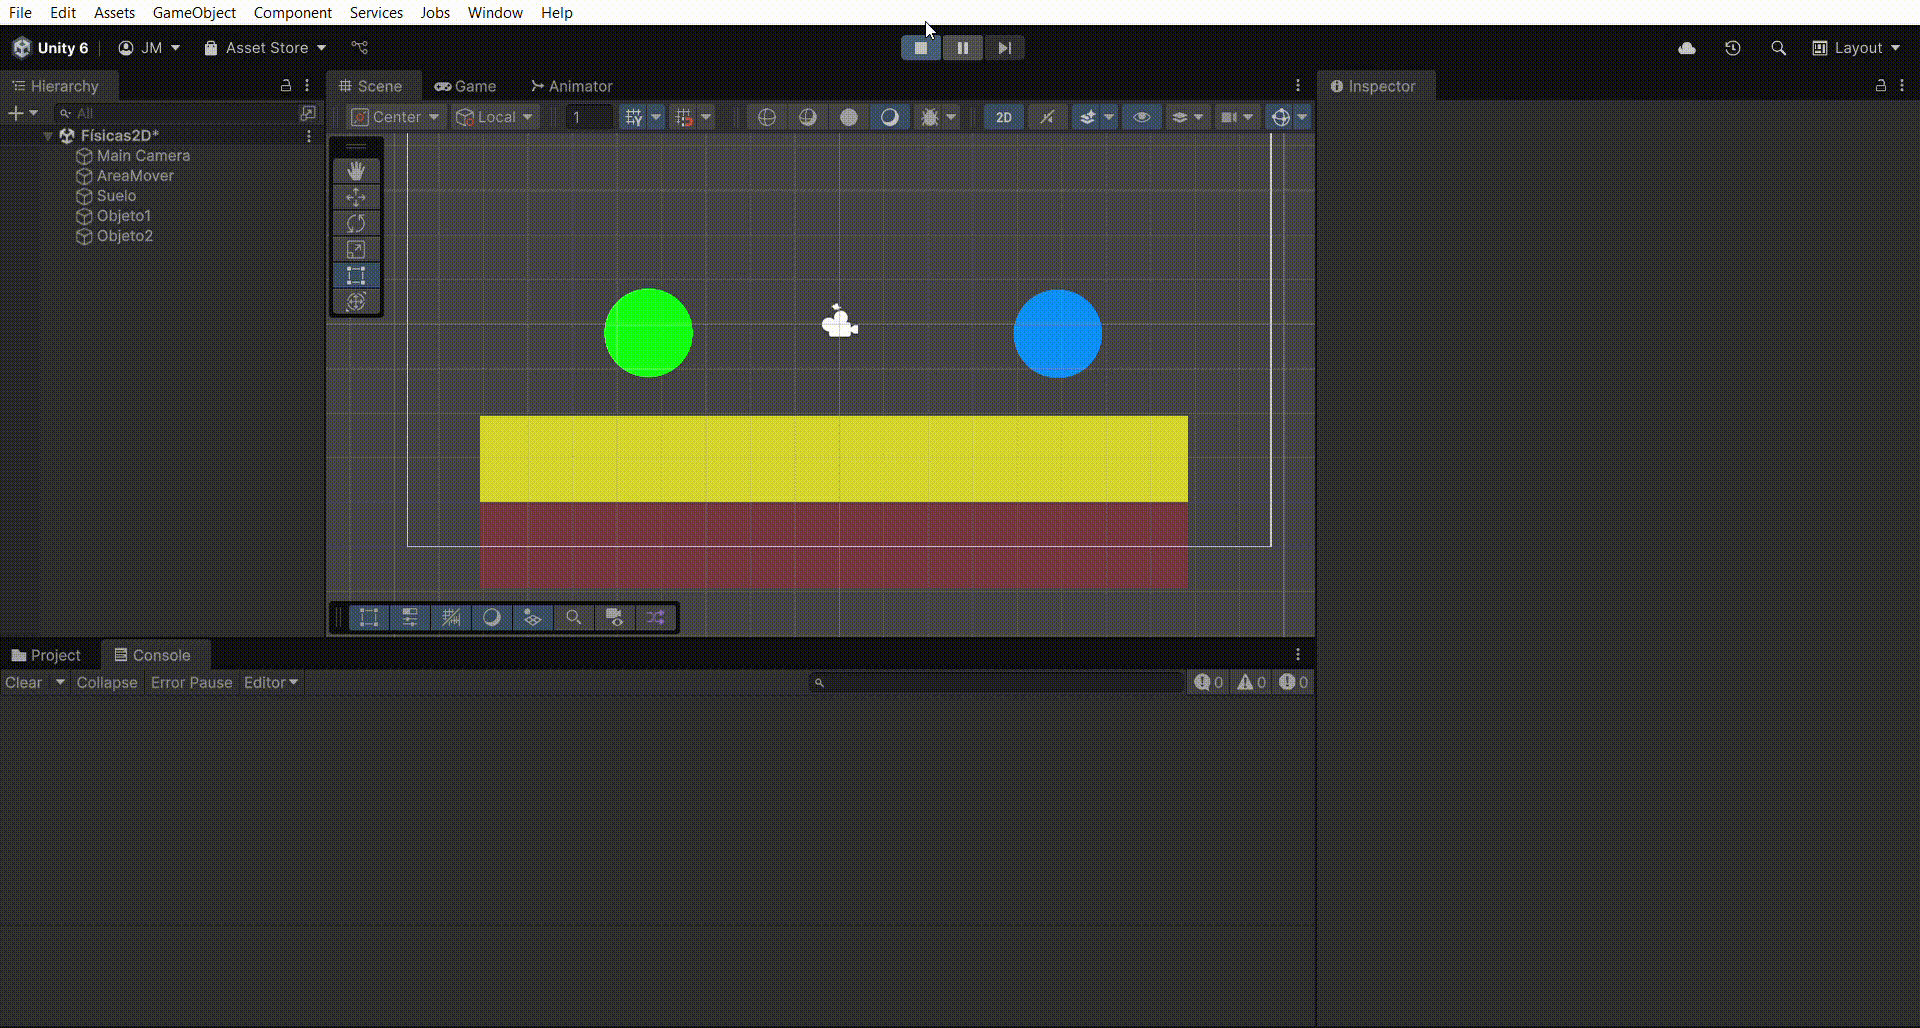 File Edit Assets GameObject Component Services Jobs Window Help
Unity 6 JM Asset Store Layout
Hierarchy
All
Físicas2D*
Main Camera
AreaMover
Suelo
Objeto1
Objeto2
Scene Game Animator
Center Local 1 2D
Inspector
Project Console
Clear Collapse Error Pause Editor 0 0 0